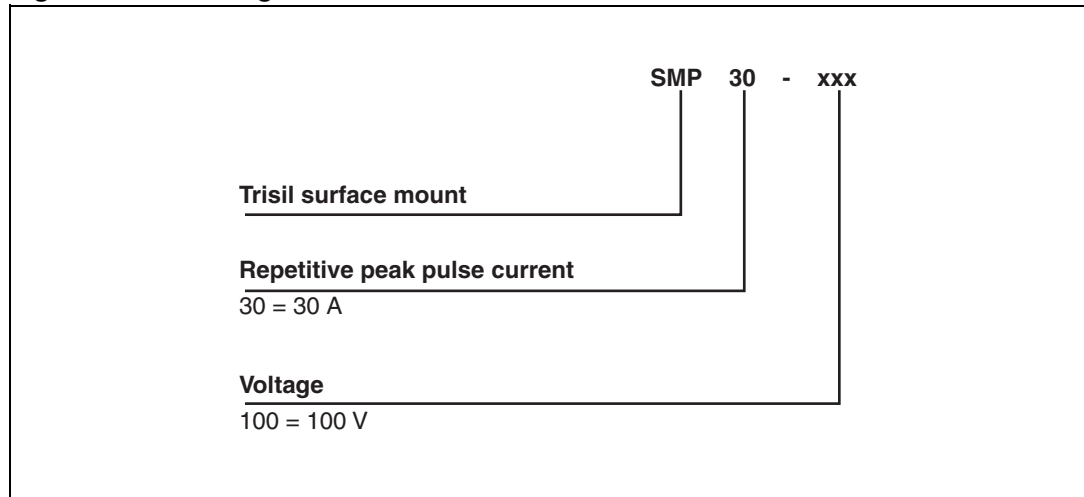 SMP 30 - xxx
Trisil surface mount
Repetitive peak pulse current
30 = 30 A
Voltage
100 = 100 V